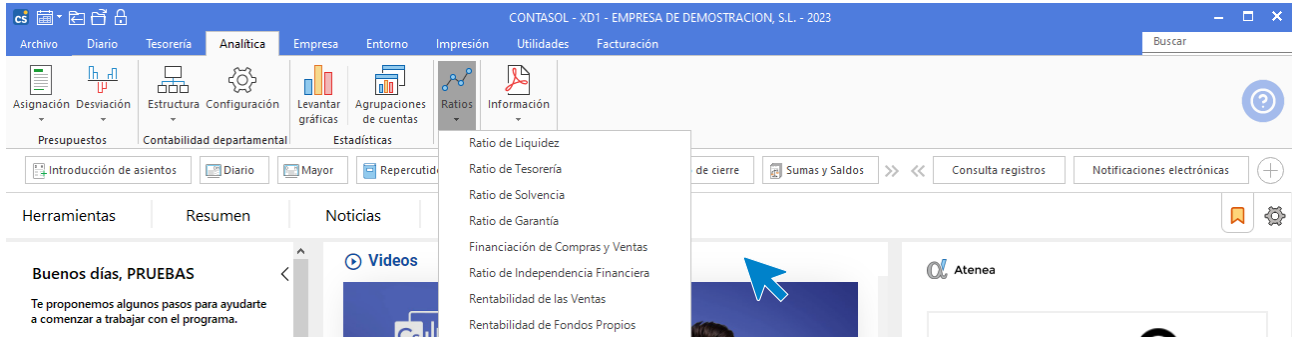 cs CONTASOL - XD1 - EMPRESA DE DEMOSTRACION, S.L. - 2023
Archivo Diario Tesorería Analítica Empresa Entorno Impresión Utilidades Facturación Buscar
Asignación Desviación Estructura Configuración Levantar gráficas Agrupaciones de cuentas Ratios Información
Presupuestos Contabilidad departamental Estadísticas
Introducción de asientos Diario Mayor Repercutid de cierre Sumas y Saldos Consulta registros Notificaciones electrónicas
Herramientas Resumen Noticias
Ratio de Liquidez
Ratio de Tesorería
Ratio de Solvencia
Ratio de Garantía
Financiación de Compras y Ventas
Ratio de Independencia Financiera
Rentabilidad de las Ventas
Rentabilidad de Fondos Propios
Buenos días, PRUEBAS
Te proponemos algunos pasos para ayudarte
a comenzar a trabajar con el programa.
Videos
Cs
Atenea